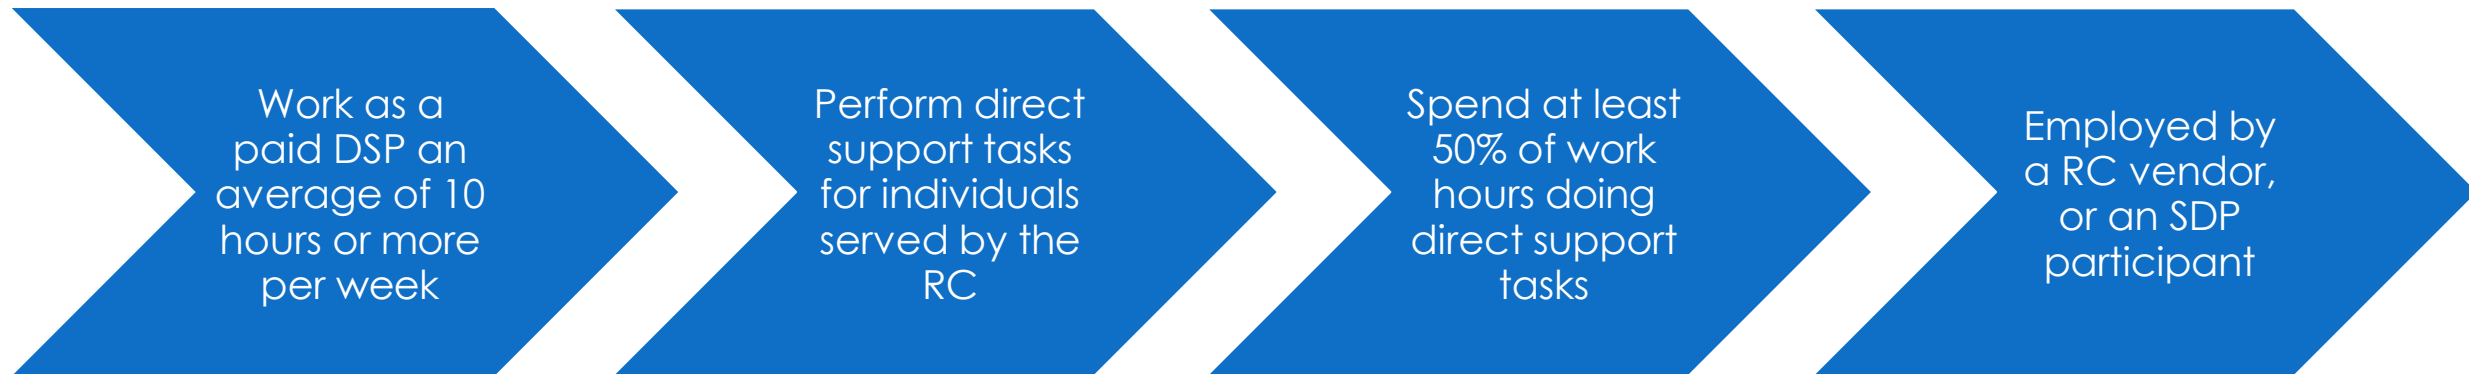 Work as a
paid DSP an
average of 10
hours or more
per week
Perform direct
support tasks
for individuals
served by the
RC
Spend at least
50% of work
hours doing
direct support
tasks
Employed by
a RC vendor,
or an SDP
participant